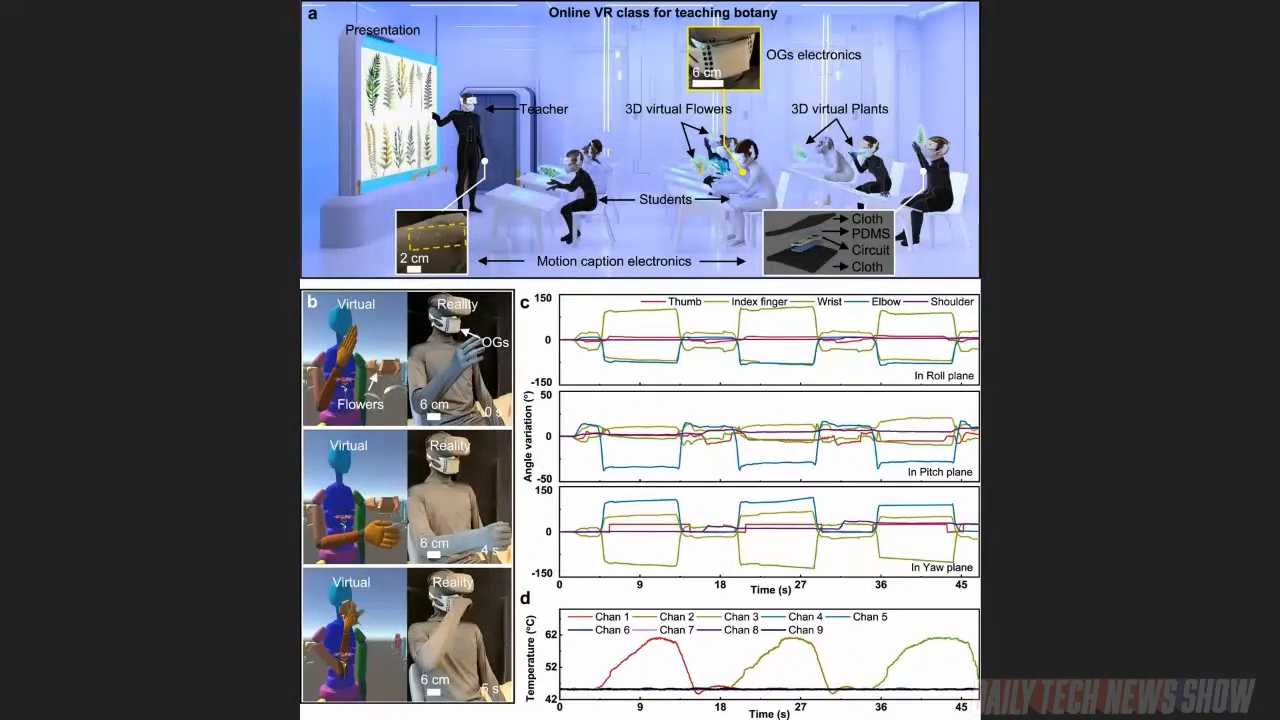 a
Online VR class for teaching botany
Presentation
OGs electronics
6 cm
Teacher
3D virtual Flowers
3D virtual Plants
Students
Cloth
PDMS
Circuit
Cloth
2 cm
Motion caption electronics
b
Virtual
Reality
OGs
Flowers
6 cm
0 s
Virtual
Reality
6 cm
4 s
Virtual
Reality
6 cm
5 s
c
Thumb Index finger Wrist Elbow Shoulder
150
0
-150
In Roll plane
Angle variation (°)
50
0
-50
In Pitch plane
150
0
-150
In Yaw plane
0 9 18 27 36 45
Time (s)
d
Chan 1 Chan 2 Chan 3 Chan 4 Chan 5
Chan 6 Chan 7 Chan 8 Chan 9
Temperature (°C)
62
52
42
0 9 18 27 36 45
Time (s)
DAILY TECH NEWS SHOW